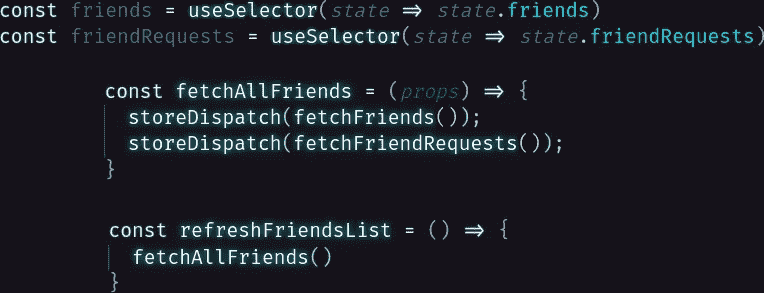 const friends = useSelector(state => state.friends)
const friendRequests = useSelector(state => state.friendRequests)
const fetchAllFriends = (props) => {
storeDispatch(fetchFriends());
storeDispatch(fetchFriendRequests());
}
const refreshFriendsList = () => {
fetchAllFriends()
}